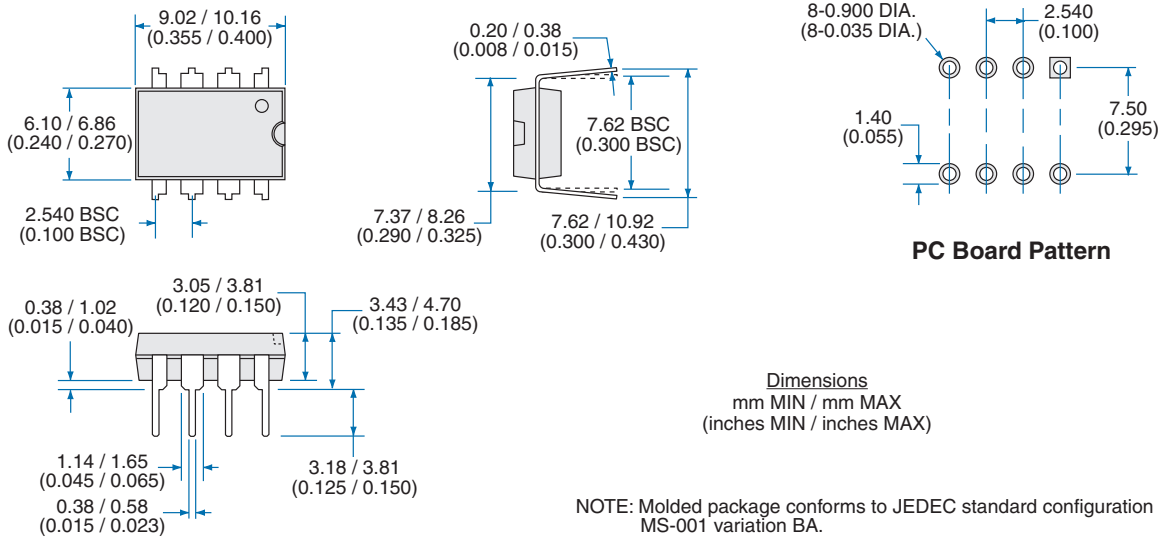 9.02 / 10.16
(0.355 / 0.400)
6.10 / 6.86
(0.240 / 0.270)
2.540 BSC
(0.100 BSC)
0.20 / 0.38
(0.008 / 0.015)
7.62 BSC
(0.300 BSC)
7.37 / 8.26
(0.290 / 0.325)
7.62 / 10.92
(0.300 / 0.430)
8-0.900 DIA.
(8-0.035 DIA.)
2.540
(0.100)
1.40
(0.055)
7.50
(0.295)
PC Board Pattern
0.38 / 1.02
(0.015 / 0.040)
3.05 / 3.81
(0.120 / 0.150)
3.43 / 4.70
(0.135 / 0.185)
1.14 / 1.65
(0.045 / 0.065)
0.38 / 0.58
(0.015 / 0.023)
3.18 / 3.81
(0.125 / 0.150)
Dimensions
mm MIN / mm MAX
(inches MIN / inches MAX)
NOTE: Molded package conforms to JEDEC standard configuration
MS-001 variation BA.